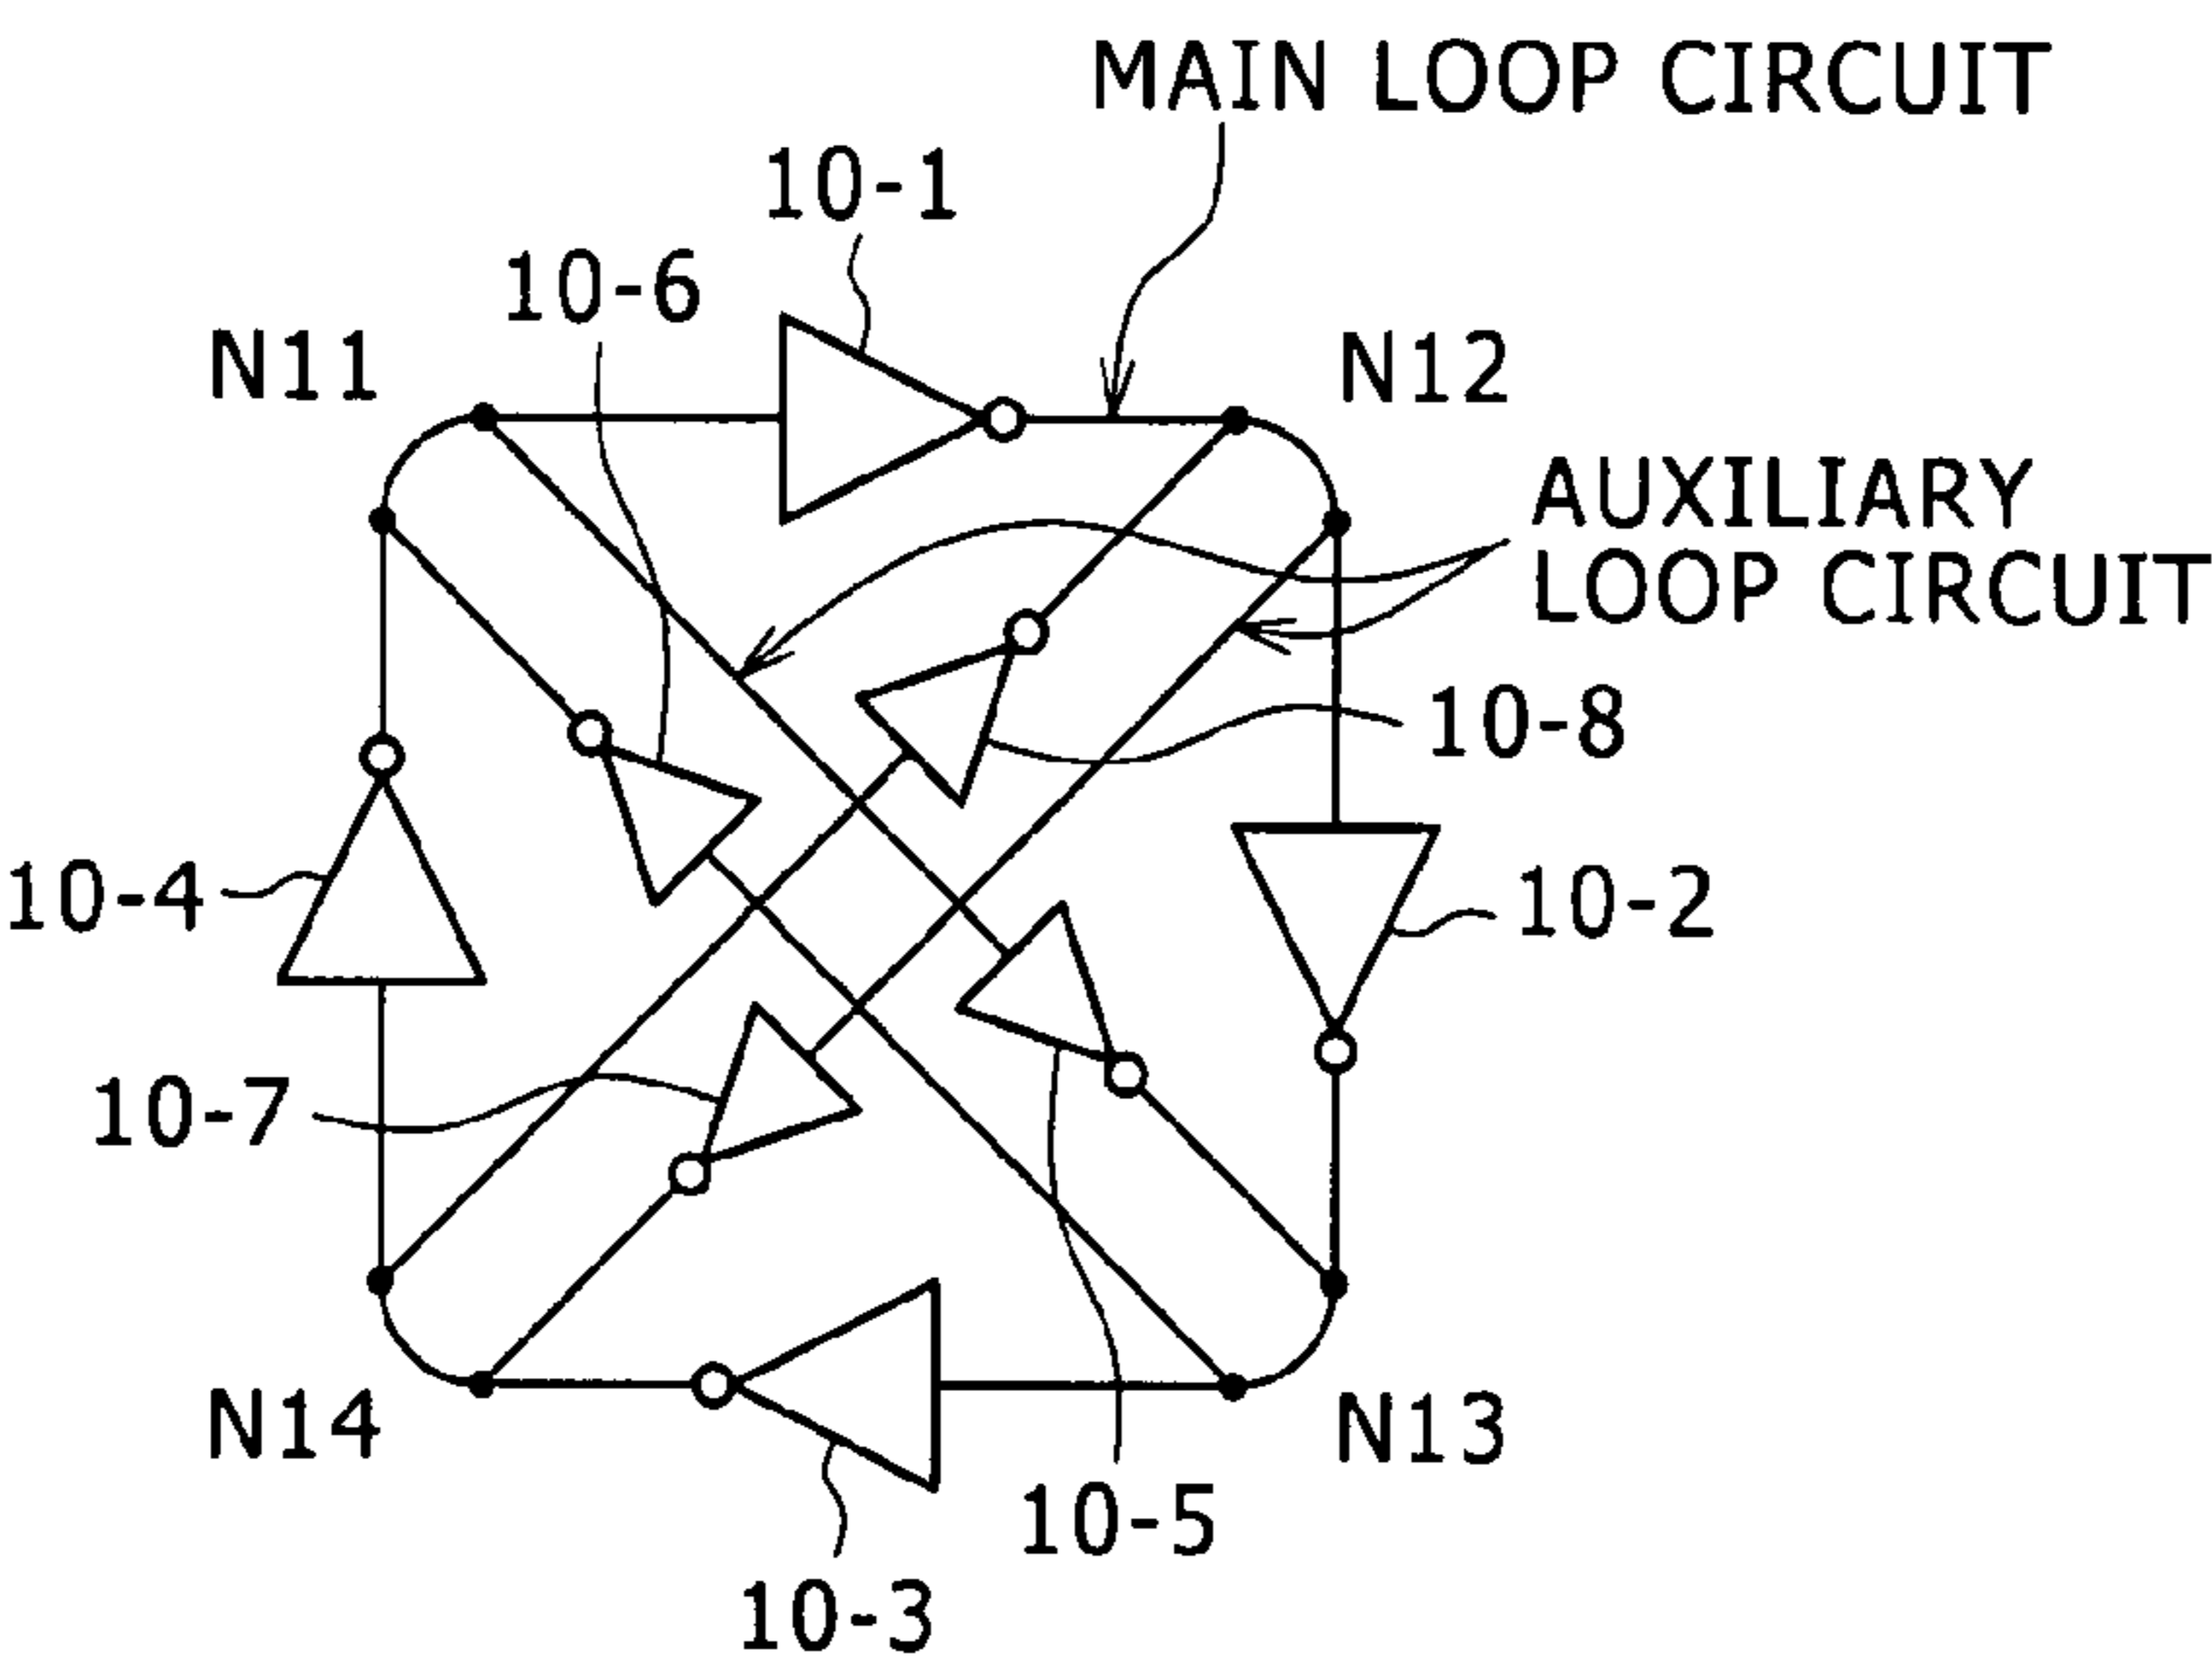 MAIN LOOP CIRCUIT
10-1
10-6
N11
N12
AUXILIARY
LOOP CIRCUIT
10-8
10-4
10-2
10-7
N14
N13
10-5
10-3